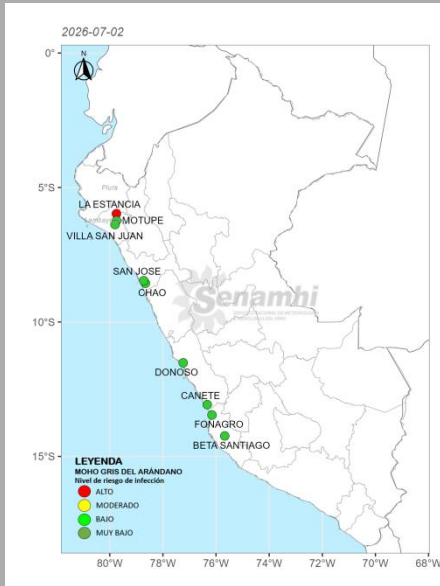 2026-07-02
N
0°
5°S
10°S
15°S
Piura
LA ESTANCIA
MOTUPE
VILLA SAN JUAN
SAN JOSE
CHAO
Senamhi
DONOSO
CANETE
FONAGRO
BETA SANTIAGO
LEYENDA
MOHO GRIS DEL ARÁNDANO
Nivel de riesgo de infección
ALTO
MODERADO
BAJO
MUY BAJO
80°W 78°W 76°W 74°W 72°W 70°W 68°W